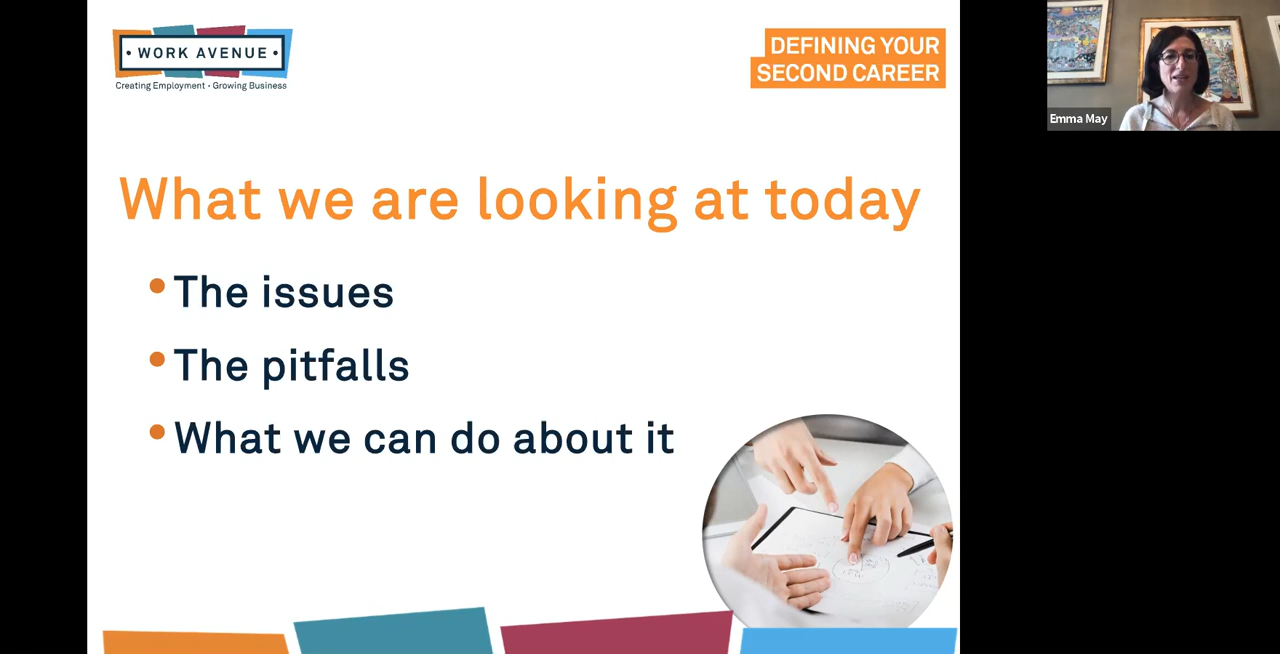 • WORK AVENUE •
Creating Employment • Growing Business
DEFINING YOUR
SECOND CAREER
Emma May
What we are looking at today
• The issues
• The pitfalls
• What we can do about it